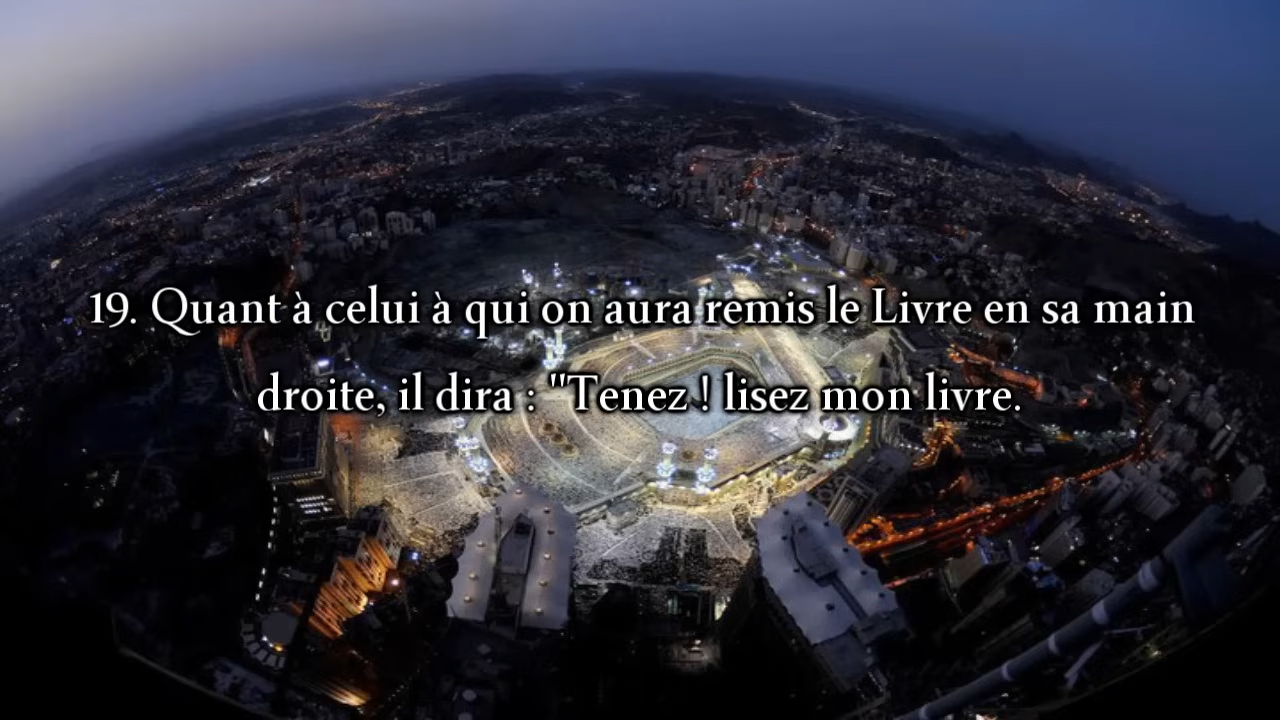 19. Quant à celui à qui on aura remis le Livre en sa main
droite, il dira : "Tenez ! lisez mon livre.